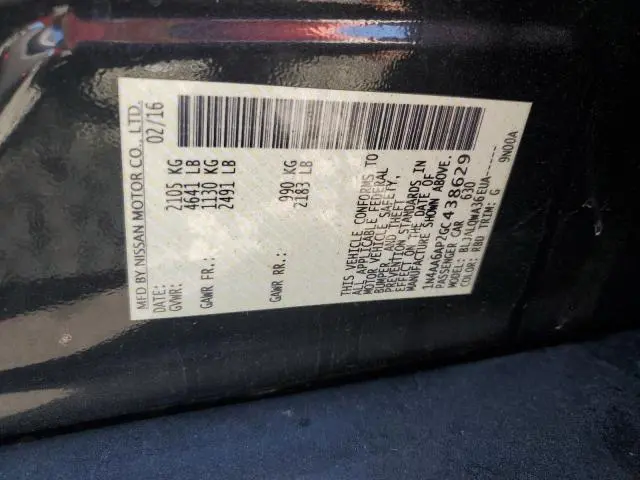 MFD BY NISSAN MOTOR CO., LTD.
DATE: 02/16
GVWR: 2105 KG
4641 LB
GAWR FR: 1130 KG
2491 LB
GAWR RR: 990 KG
2183 LB
THIS VEHICLE CONFORMS TO
ALL APPLICABLE FEDERAL
MOTOR VEHICLE SAFETY,
BUMPER, AND THEFT
PREVENTION STANDARDS IN
EFFECT ON THE DATE OF
MANUFACTURE SHOWN ABOVE.
1N4AA6AP2GC438629
PASSENGER CAR 630
MODEL: BLJALOWA36EUA------
COLOR: RBD TRIM: G 9N00A